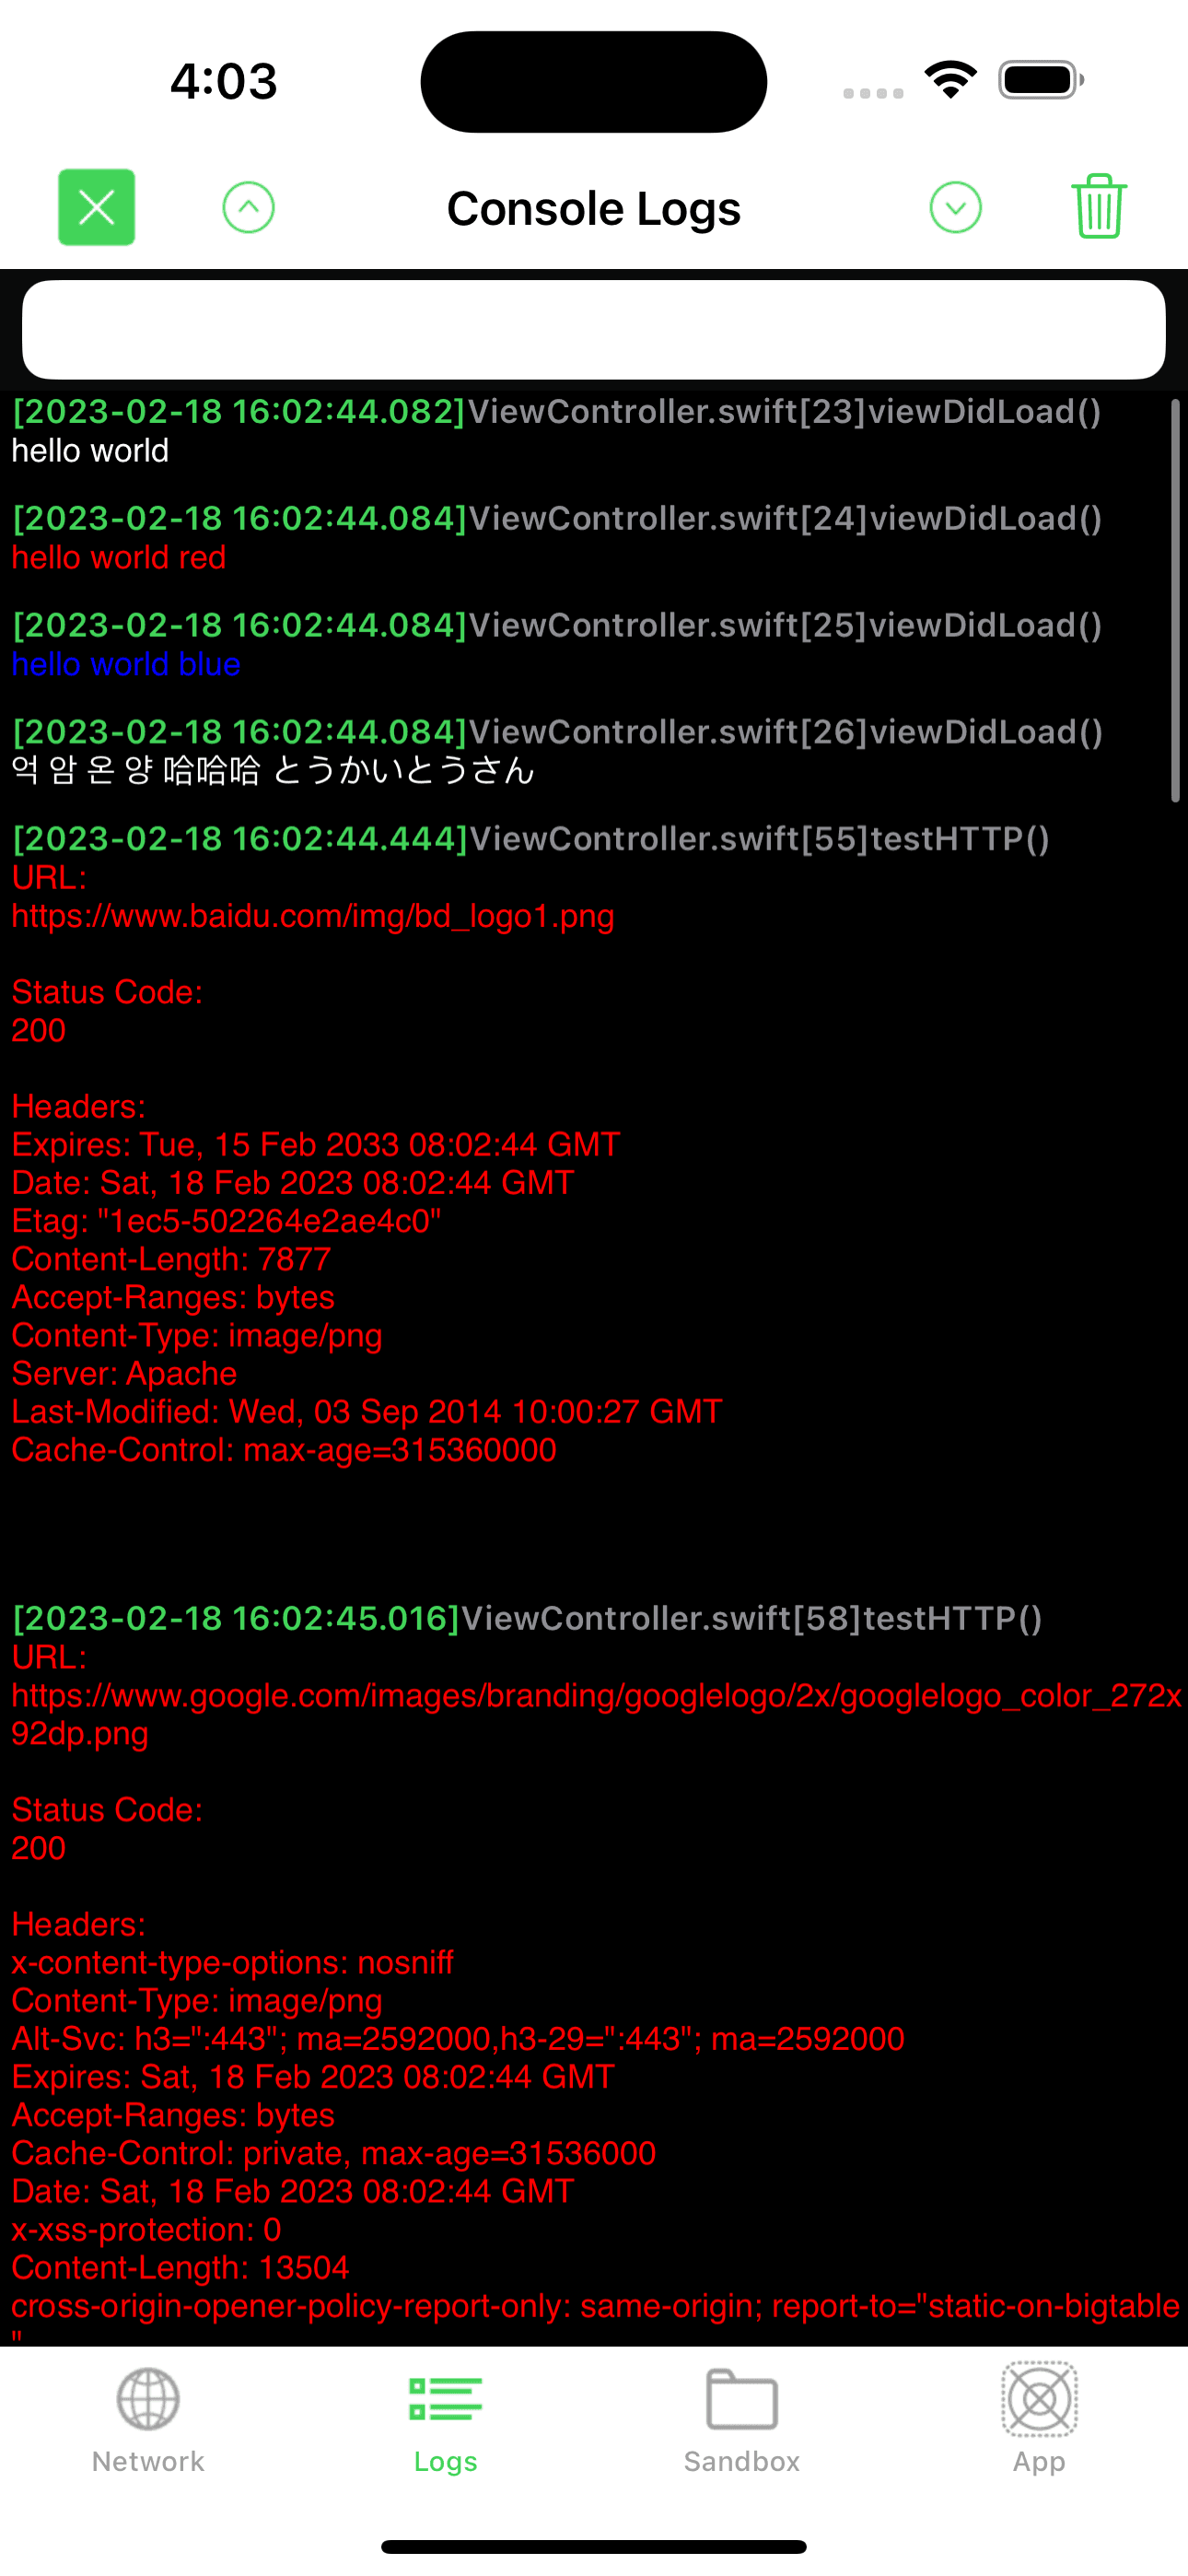 4:03
Console Logs
[2023-02-18 16:02:44.082]ViewController.swift[23]viewDidLoad()
hello world
[2023-02-18 16:02:44.084]ViewController.swift[24]viewDidLoad()
hello world red
[2023-02-18 16:02:44.084]ViewController.swift[25]viewDidLoad()
hello world blue
[2023-02-18 16:02:44.084]ViewController.swift[26]viewDidLoad()
억 암 온 양 哈哈哈 とうかいとうさん
[2023-02-18 16:02:44.444]ViewController.swift[55]testHTTP()
URL:
https://www.baidu.com/img/bd_logo1.png
Status Code:
200
Headers:
Expires: Tue, 15 Feb 2033 08:02:44 GMT
Date: Sat, 18 Feb 2023 08:02:44 GMT
Etag: "1ec5-502264e2ae4c0"
Content-Length: 7877
Accept-Ranges: bytes
Content-Type: image/png
Server: Apache
Last-Modified: Wed, 03 Sep 2014 10:00:27 GMT
Cache-Control: max-age=315360000
[2023-02-18 16:02:45.016]ViewController.swift[58]testHTTP()
URL:
https://www.google.com/images/branding/googlelogo/2x/googlelogo_color_272x
92dp.png
Status Code:
200
Headers:
x-content-type-options: nosniff
Content-Type: image/png
Alt-Svc: h3=":443"; ma=2592000,h3-29=":443"; ma=2592000
Expires: Sat, 18 Feb 2023 08:02:44 GMT
Accept-Ranges: bytes
Cache-Control: private, max-age=31536000
Date: Sat, 18 Feb 2023 08:02:44 GMT
x-xss-protection: 0
Content-Length: 13504
cross-origin-opener-policy-report-only: same-origin; report-to="static-on-bigtable
"
Network
Logs
Sandbox
App